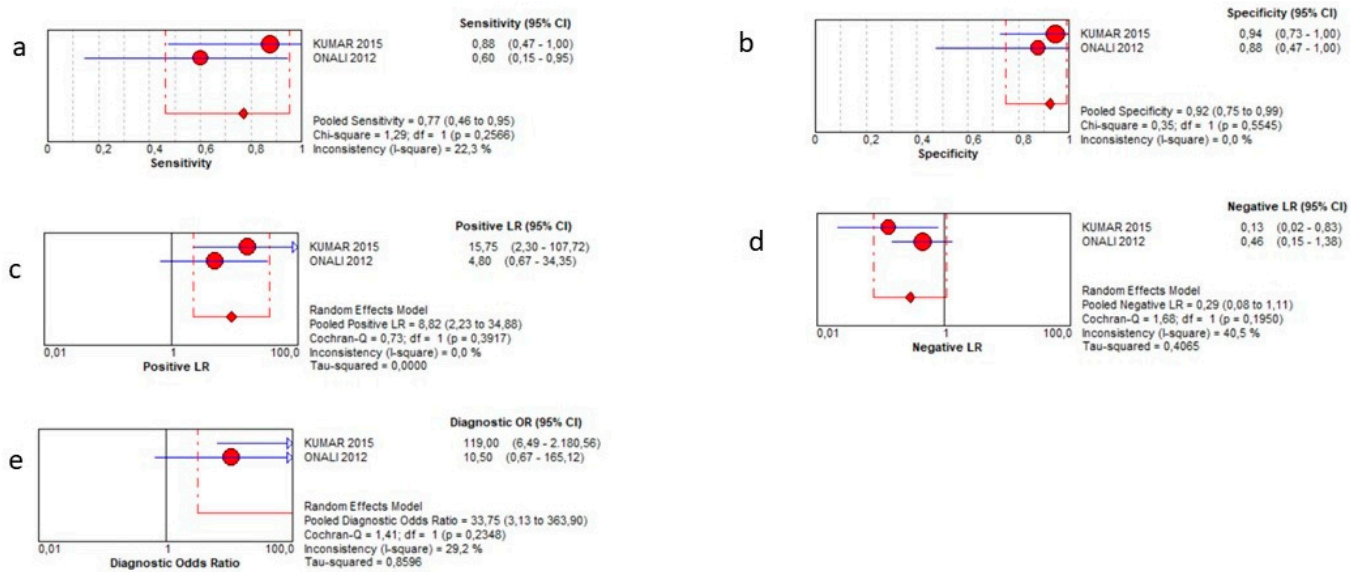 a
Sensitivity (95% CI)
KUMAR 2015 0,88 (0,47 - 1,00)
ONALI 2012 0,60 (0,15 - 0,95)
Pooled Sensitivity = 0,77 (0,46 to 0,95)
Chi-square = 1,29; df = 1 (p = 0,2566)
Inconsistency (I-square) = 22,3 %
0 0,2 0,4 0,6 0,8 1
Sensitivity
b
Specificity (95% CI)
KUMAR 2015 0,94 (0,73 - 1,00)
ONALI 2012 0,88 (0,47 - 1,00)
Pooled Specificity = 0,92 (0,75 to 0,99)
Chi-square = 0,35; df = 1 (p = 0,5545)
Inconsistency (I-square) = 0,0 %
0 0,2 0,4 0,6 0,8 1
Specificity
c
Positive LR (95% CI)
KUMAR 2015 15,75 (2,30 - 107,72)
ONALI 2012 4,80 (0,67 - 34,35)
Random Effects Model
Pooled Positive LR = 8,82 (2,23 to 34,88)
Cochran-Q = 0,73; df = 1 (p = 0,3917)
Inconsistency (I-square) = 0,0 %
Tau-squared = 0,0000
0,01 1 100,0
Positive LR
d
Negative LR (95% CI)
KUMAR 2015 0,13 (0,02 - 0,83)
ONALI 2012 0,46 (0,15 - 1,38)
Random Effects Model
Pooled Negative LR = 0,29 (0,08 to 1,11)
Cochran-Q = 1,68; df = 1 (p = 0,1950)
Inconsistency (I-square) = 40,5 %
Tau-squared = 0,4065
0,01 1 100,0
Negative LR
e
Diagnostic OR (95% CI)
KUMAR 2015 119,00 (6,49 - 2.180,56)
ONALI 2012 10,50 (0,67 - 165,12)
Random Effects Model
Pooled Diagnostic Odds Ratio = 33,75 (3,13 to 363,90)
Cochran-Q = 1,41; df = 1 (p = 0,2348)
Inconsistency (I-square) = 29,2 %
Tau-squared = 0,8596
0,01 1 100,0
Diagnostic Odds Ratio